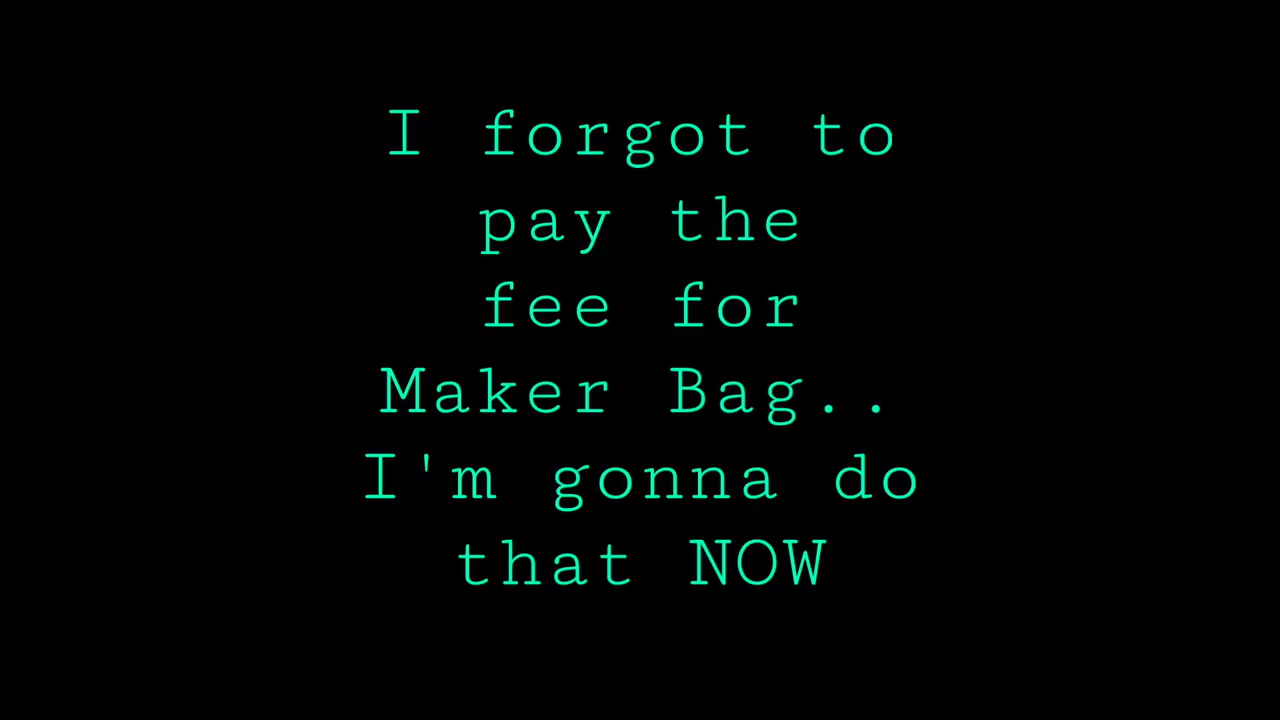 I forgot to
pay the
fee for
Maker Bag..
I'm gonna do
that NOW